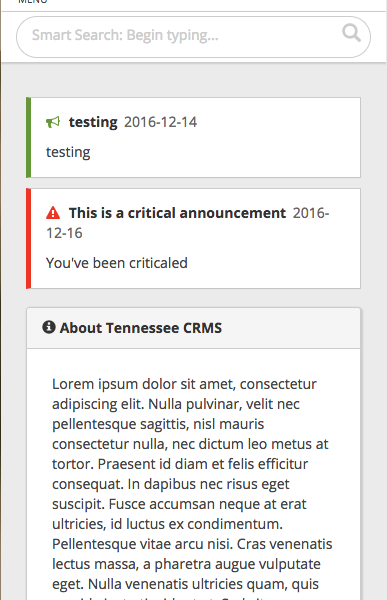 MENU
Smart Search: Begin typing...
testing 2016-12-14
testing
This is a critical announcement 2016-
12-16
You've been criticaled
About Tennessee CRMS
Lorem ipsum dolor sit amet, consectetur
adipiscing elit. Nulla pulvinar, velit nec
pellentesque sagittis, nisl mauris
consectetur nulla, nec dictum leo metus at
tortor. Praesent id diam et felis efficitur
consequat. In dapibus nec risus eget
suscipit. Fusce accumsan neque at erat
ultricies, id luctus ex condimentum.
Pellentesque vitae arcu nisi. Cras venenatis
lectus massa, a pharetra augue vulputate
eget. Nulla venenatis ultricies quam, quis